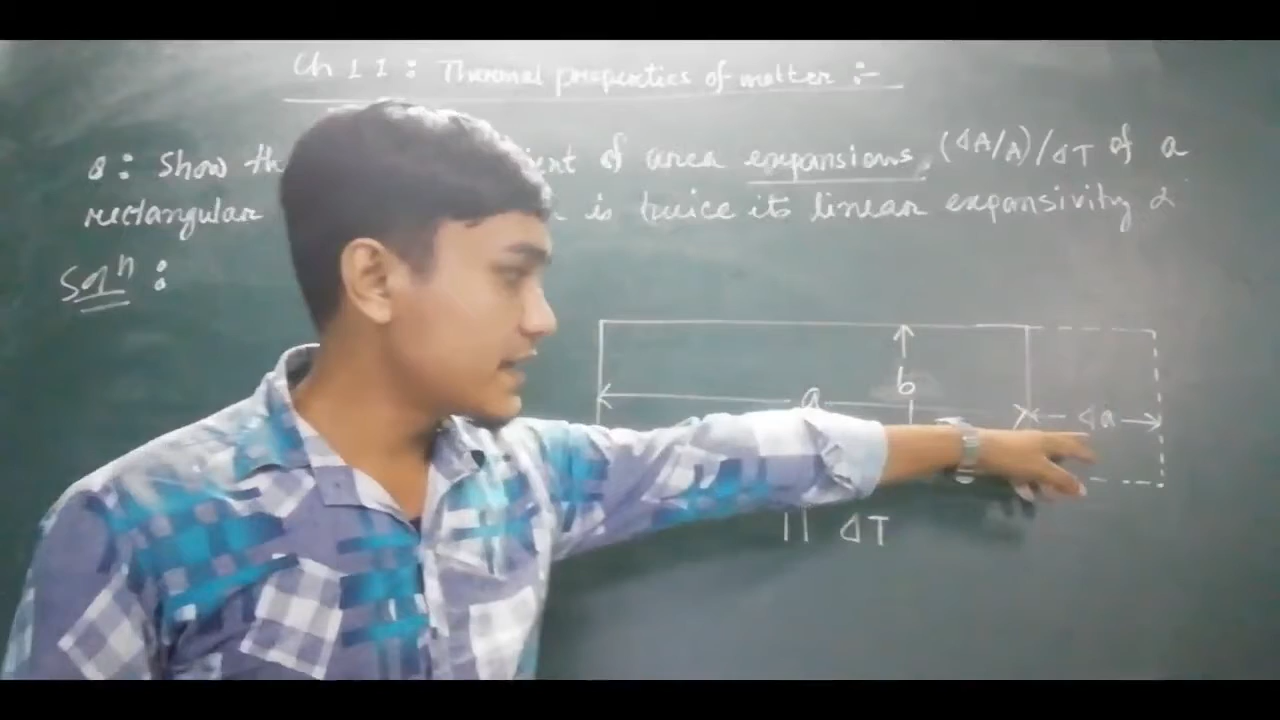 Ch 11 : Thermal properties of matter :-
Q : Show th ent of area expansions, (ΔA/A)/ΔT of a
rectangular is twice its linear expansivity α
Solⁿ :
b
a
Δa
ΔT